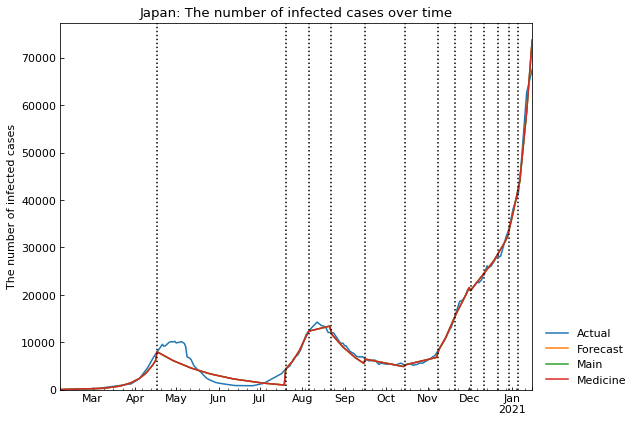 Japan: The number of infected cases over time
The number of infected cases
70000
60000
50000
40000
30000
20000
10000
0
Mar Apr May Jun Jul Aug Sep Oct Nov Dec Jan
2021
Actual
Forecast
Main
Medicine